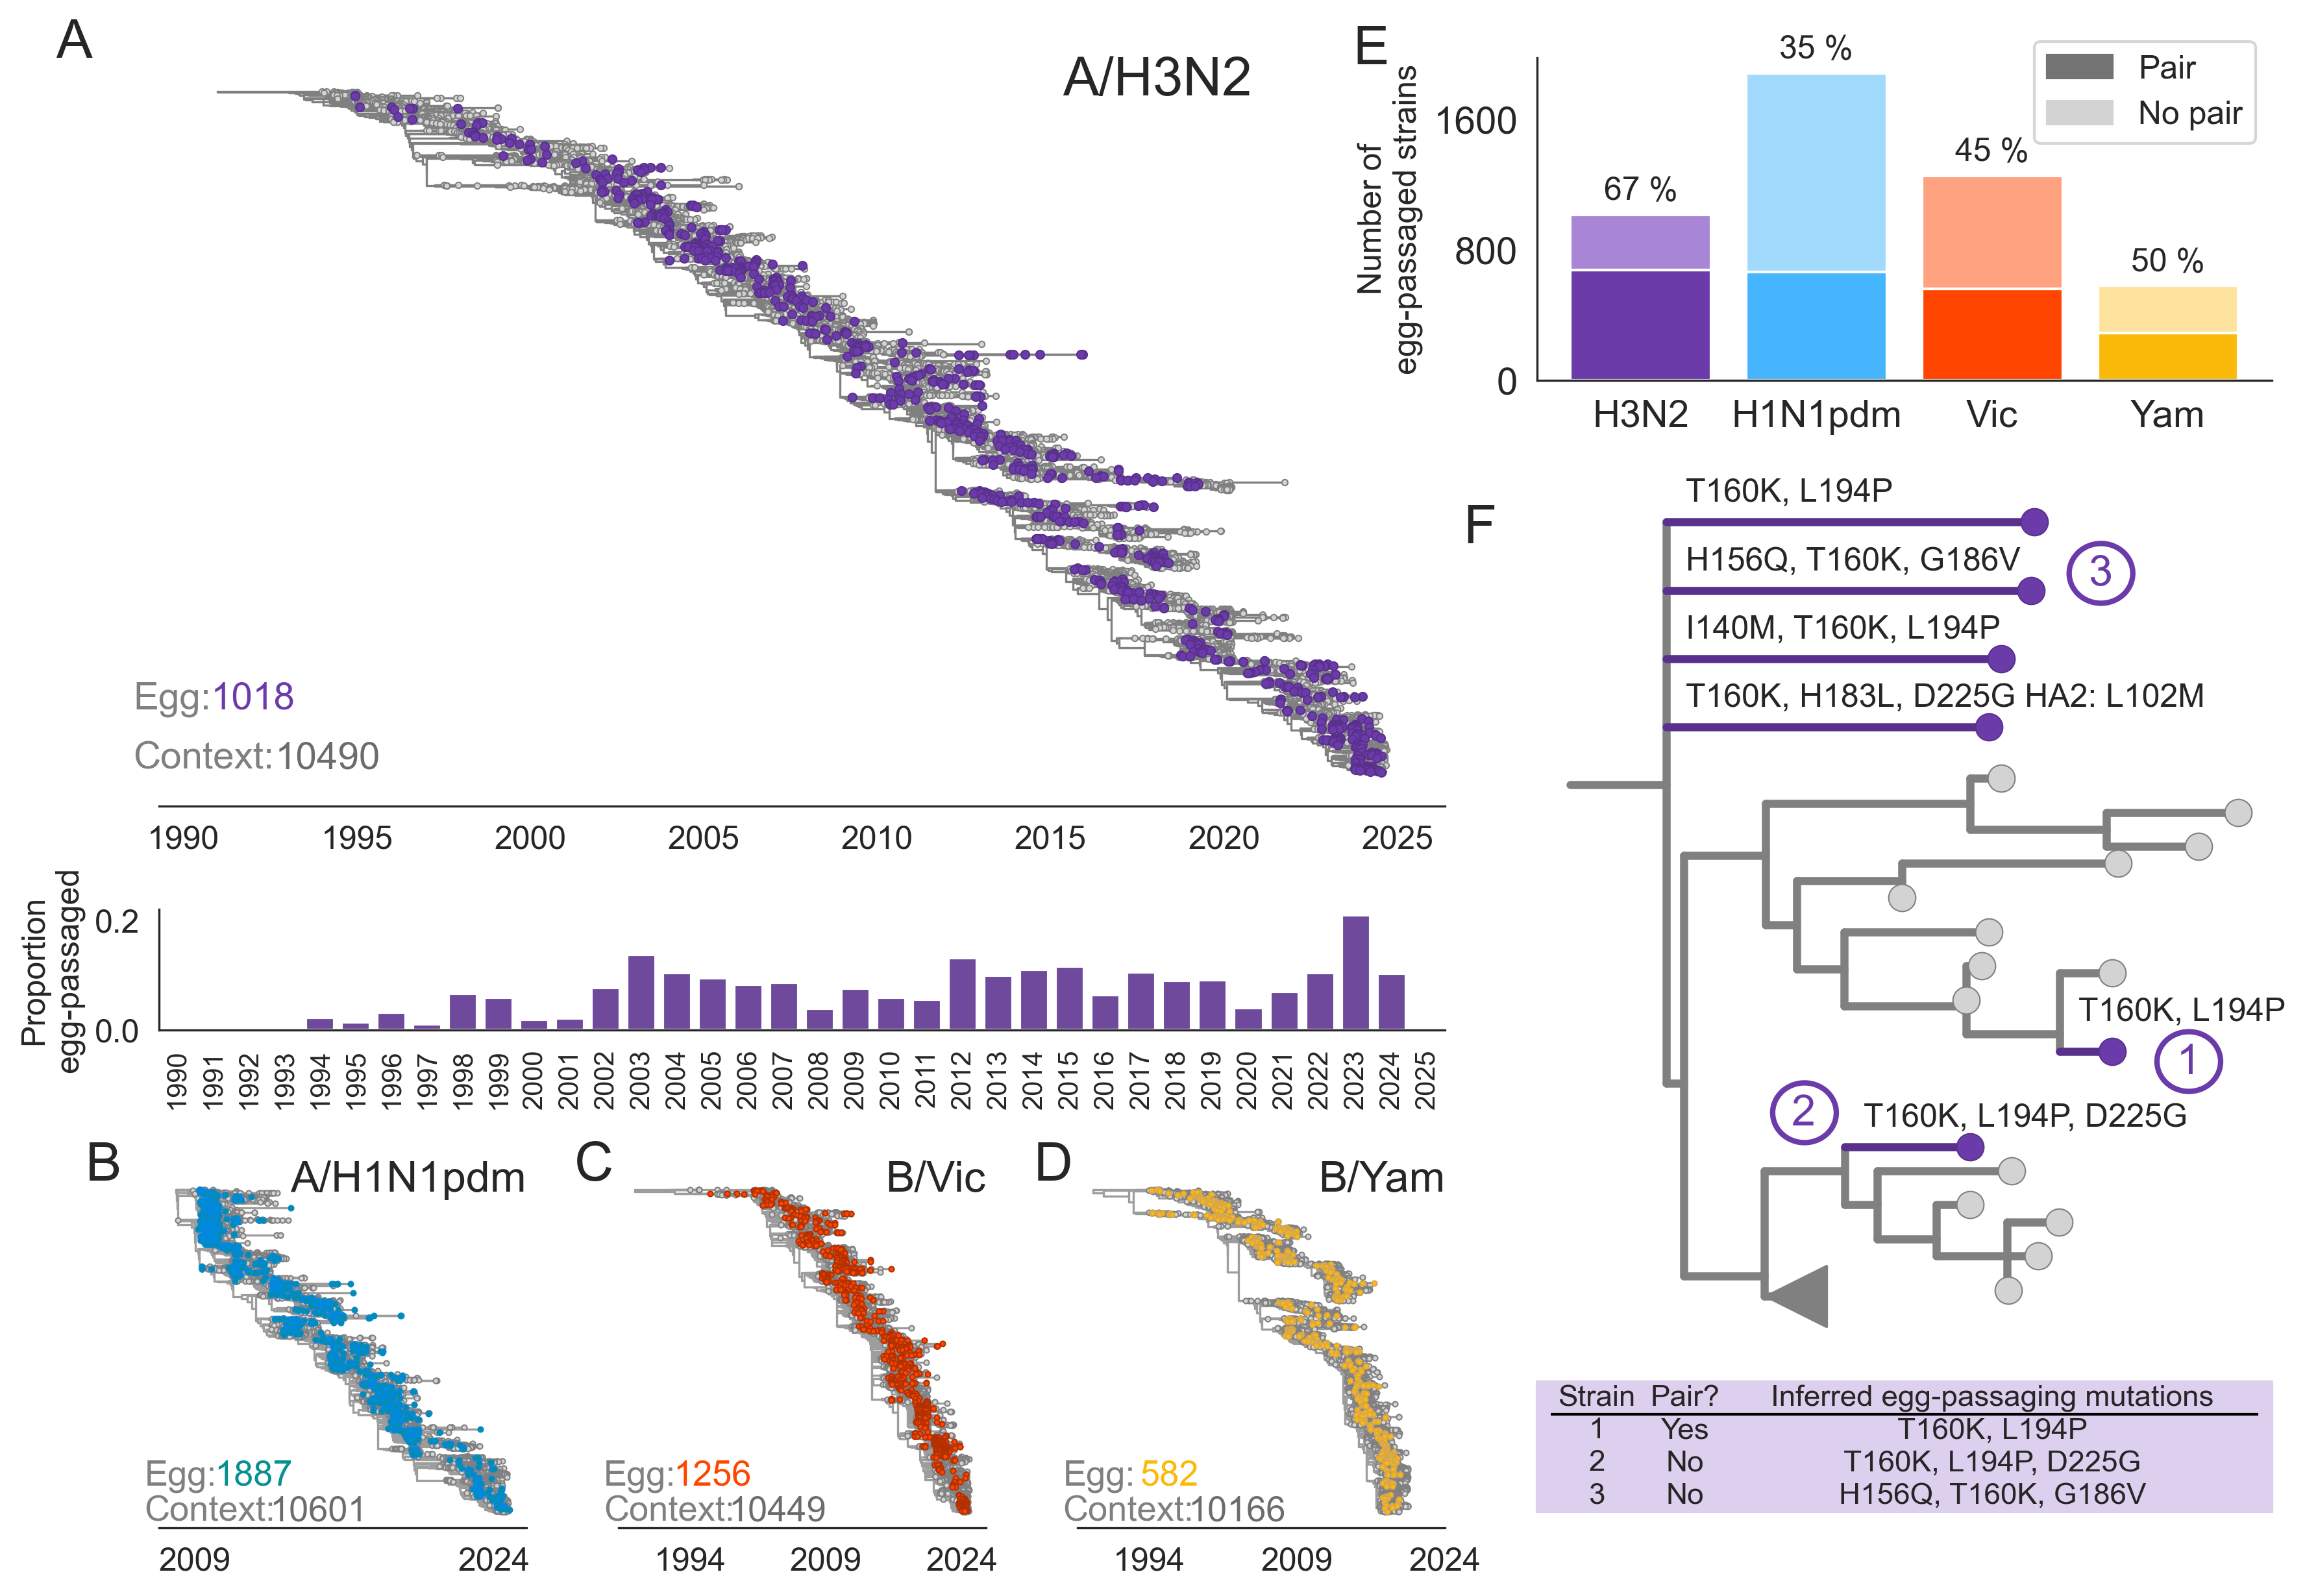 A
A/H3N2
Egg:1018
Context:10490
1990 1995 2000 2005 2010 2015 2020 2025
Proportion
egg-passaged
0.2
0.0
1990 1991 1992 1993 1994 1995 1996 1997 1998 1999 2000 2001 2002 2003 2004 2005 2006 2007 2008 2009 2010 2011 2012 2013 2014 2015 2016 2017 2018 2019 2020 2021 2022 2023 2024 2025
B
A/H1N1pdm
Egg:1887
Context:10601
2009 2024
C
B/Vic
Egg:1256
Context:10449
1994 2009 2024
D
B/Yam
Egg: 582
Context:10166
1994 2009 2024
E
Number of
egg-passaged strains
1600
800
0
67 %
35 %
45 %
50 %
Pair
No pair
H3N2 H1N1pdm Vic Yam
F
T160K, L194P
H156Q, T160K, G186V
3
I140M, T160K, L194P
T160K, H183L, D225G HA2: L102M
T160K, L194P
1
2
T160K, L194P, D225G
Strain Pair? Inferred egg-passaging mutations
1 Yes T160K, L194P
2 No T160K, L194P, D225G
3 No H156Q, T160K, G186V